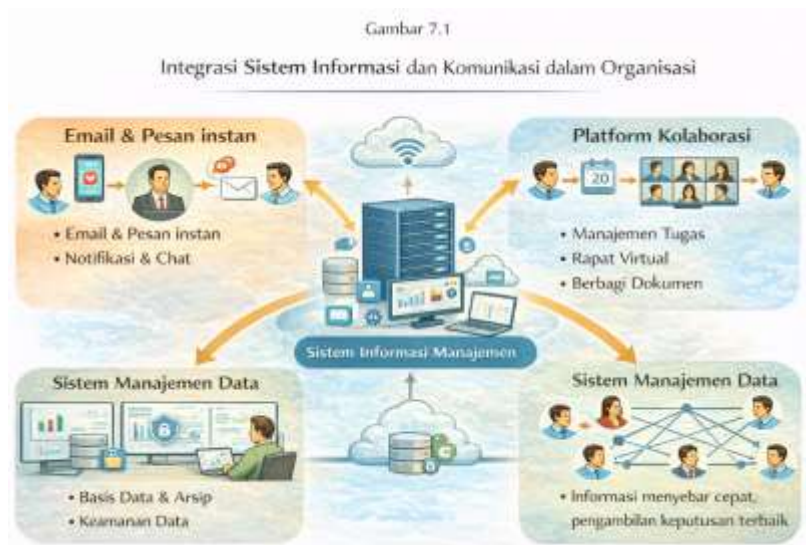 Gambar 7.1
Integrasi Sistem Informasi dan Komunikasi dalam Organisasi
Email & Pesan instan
• Email & Pesan instan
• Notifikasi & Chat
Platform Kolaborasi
20
• Manajemen Tugas
• Rapat Virtual
• Berbagi Dokumen
Sistem Informasi Manajemen
Sistem Manajemen Data
• Basis Data & Arsip
• Keamanan Data
Sistem Manajemen Data
• Informasi menyebar cepat,
pengambilan keputusan terbaik